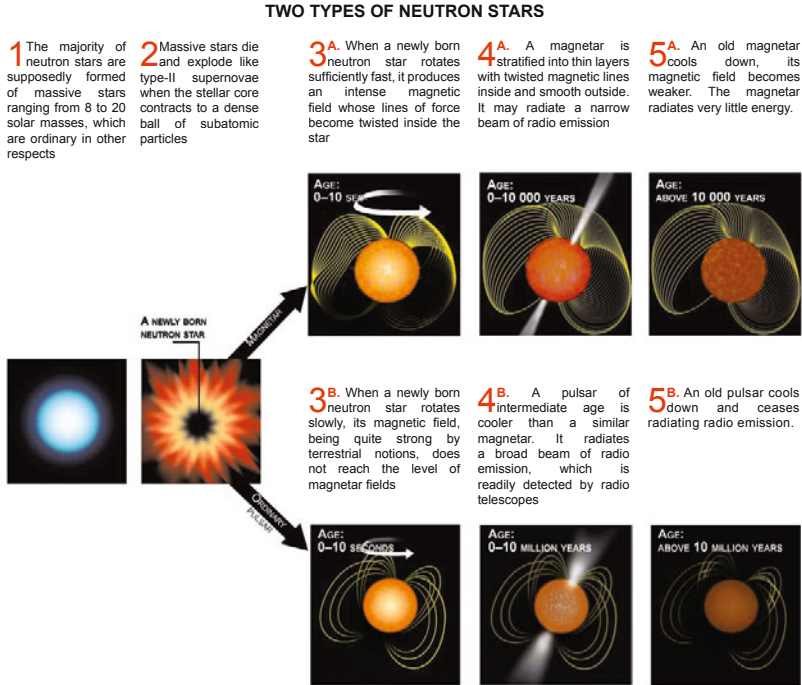 TWO TYPES OF NEUTRON STARS
1 The majority of
neutron stars are
supposedly formed
of massive stars
ranging from 8 to 20
solar masses, which
are ordinary in other
respects
2 Massive stars die
and explode like
type-II supernovae
when the stellar core
contracts to a dense
ball of subatomic
particles
3 A. When a newly born
neutron star rotates
sufficiently fast, it produces
an intense magnetic
field whose lines of force
become twisted inside the
star
4 A. A magnetar is
stratified into thin layers
with twisted magnetic lines
inside and smooth outside.
It may radiate a narrow
beam of radio emission
5 A. An old magnetar
cools down, its
magnetic field becomes
weaker. The magnetar
radiates very little energy.
AGE:
0–10 SEC
AGE:
0–10 000 YEARS
AGE:
ABOVE 10 000 YEARS
A NEWLY BORN
NEUTRON STAR
MAGNETAR
ORDINARY
PULSAR
3 B. When a newly born
neutron star rotates
slowly, its magnetic field,
being quite strong by
terrestrial notions, does
not reach the level of
magnetar fields
4 B. A pulsar of
intermediate age is
cooler than a similar
magnetar. It radiates
a broad beam of radio
emission, which is
readily detected by radio
telescopes
5 B. An old pulsar cools
down and ceases
radiating radio emission.
AGE:
0–10 SECONDS
AGE:
0–10 MILLION YEARS
AGE:
ABOVE 10 MILLION YEARS